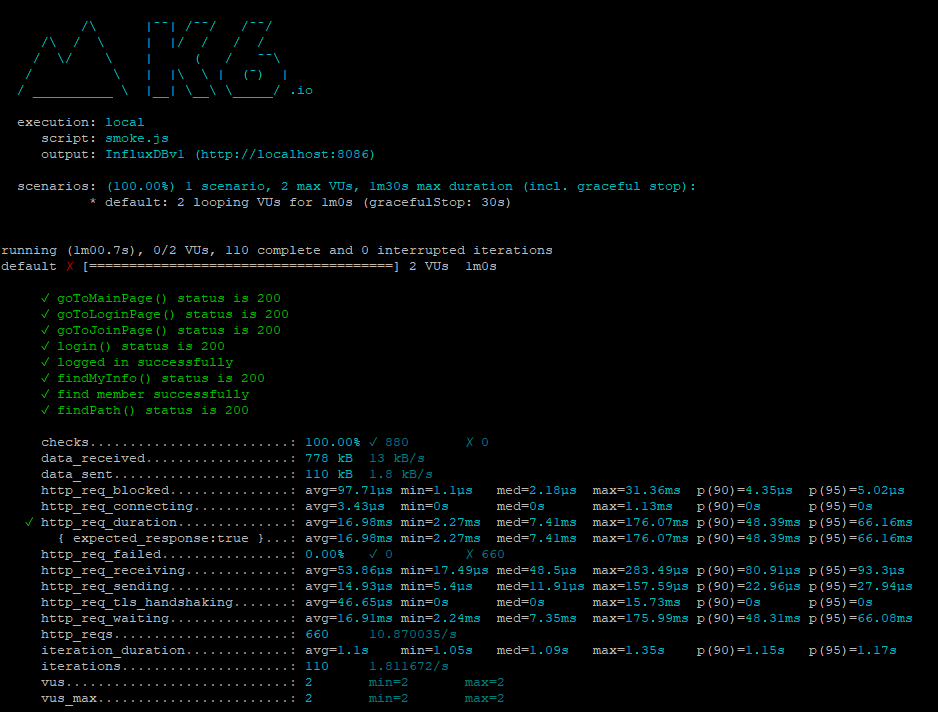 /\      |‾‾| /‾‾/   /‾‾/
     /\  /  \     |  |/  /   /  /
    /  \/    \    |     (   /   ‾‾\
   /          \   |  |\  \ |  (‾)  |
  / __________ \  |__| \__\ \_____/ .io
  execution: local
     script: smoke.js
     output: InfluxDBv1 (http://localhost:8086)
  scenarios: (100.00%) 1 scenario, 2 max VUs, 1m30s max duration (incl. graceful stop):
           * default: 2 looping VUs for 1m0s (gracefulStop: 30s)
running (1m00.7s), 0/2 VUs, 110 complete and 0 interrupted iterations
default ✗ [======================================] 2 VUs  1m0s
     ✓ goToMainPage() status is 200
     ✓ goToLoginPage() status is 200
     ✓ goToJoinPage() status is 200
     ✓ login() status is 200
     ✓ logged in successfully
     ✓ findMyInfo() status is 200
     ✓ find member successfully
     ✓ findPath() status is 200
     checks.........................: 100.00% ✓ 880       ✗ 0
     data_received..................: 778 kB  13 kB/s
     data_sent......................: 110 kB  1.8 kB/s
     http_req_blocked...............: avg=97.71µs min=1.1µs   med=2.18µs  max=31.36ms  p(90)=4.35µs  p(95)=5.02µs
     http_req_connecting............: avg=3.43µs  min=0s      med=0s      max=1.13ms   p(90)=0s      p(95)=0s
   ✓ http_req_duration..............: avg=16.98ms min=2.27ms  med=7.41ms  max=176.07ms p(90)=48.39ms p(95)=66.16ms
       { expected_response:true }...: avg=16.98ms min=2.27ms  med=7.41ms  max=176.07ms p(90)=48.39ms p(95)=66.16ms
     http_req_failed................: 0.00%   ✓ 0         ✗ 660
     http_req_receiving.............: avg=53.86µs min=17.49µs med=48.5µs  max=283.49µs p(90)=80.91µs p(95)=93.3µs
     http_req_sending...............: avg=14.93µs min=5.4µs   med=11.91µs max=157.59µs p(90)=22.96µs p(95)=27.94µs
     http_req_tls_handshaking.......: avg=46.65µs min=0s      med=0s      max=15.73ms  p(90)=0s      p(95)=0s
     http_req_waiting...............: avg=16.91ms min=2.24ms  med=7.35ms  max=175.99ms p(90)=48.31ms p(95)=66.08ms
     http_reqs......................: 660     10.870035/s
     iteration_duration.............: avg=1.1s    min=1.05s   med=1.09s   max=1.35s    p(90)=1.15s   p(95)=1.17s
     iterations.....................: 110     1.811672/s
     vus............................: 2       min=2       max=2
     vus_max........................: 2       min=2       max=2